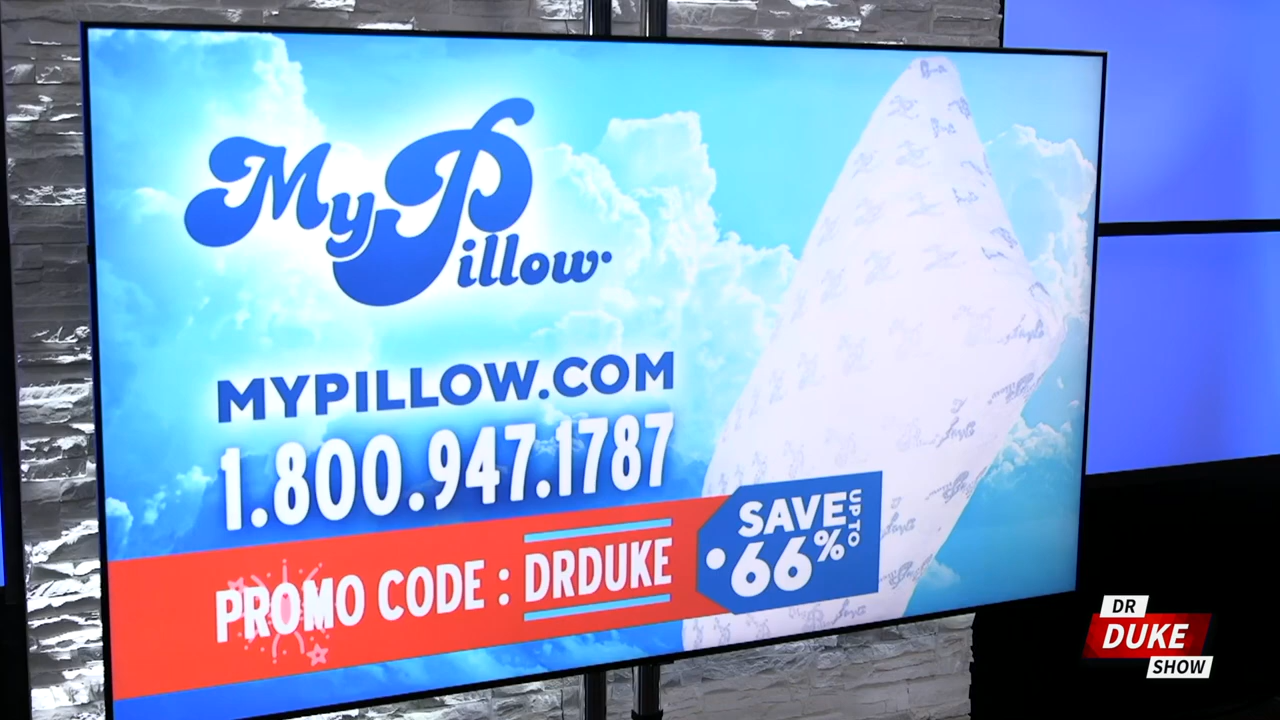 MyPillow
MYPILLOW.COM
1.800.947.1787
PROMO CODE : DRDUKE
SAVE UP TO
66%
DR
DUKE
SHOW